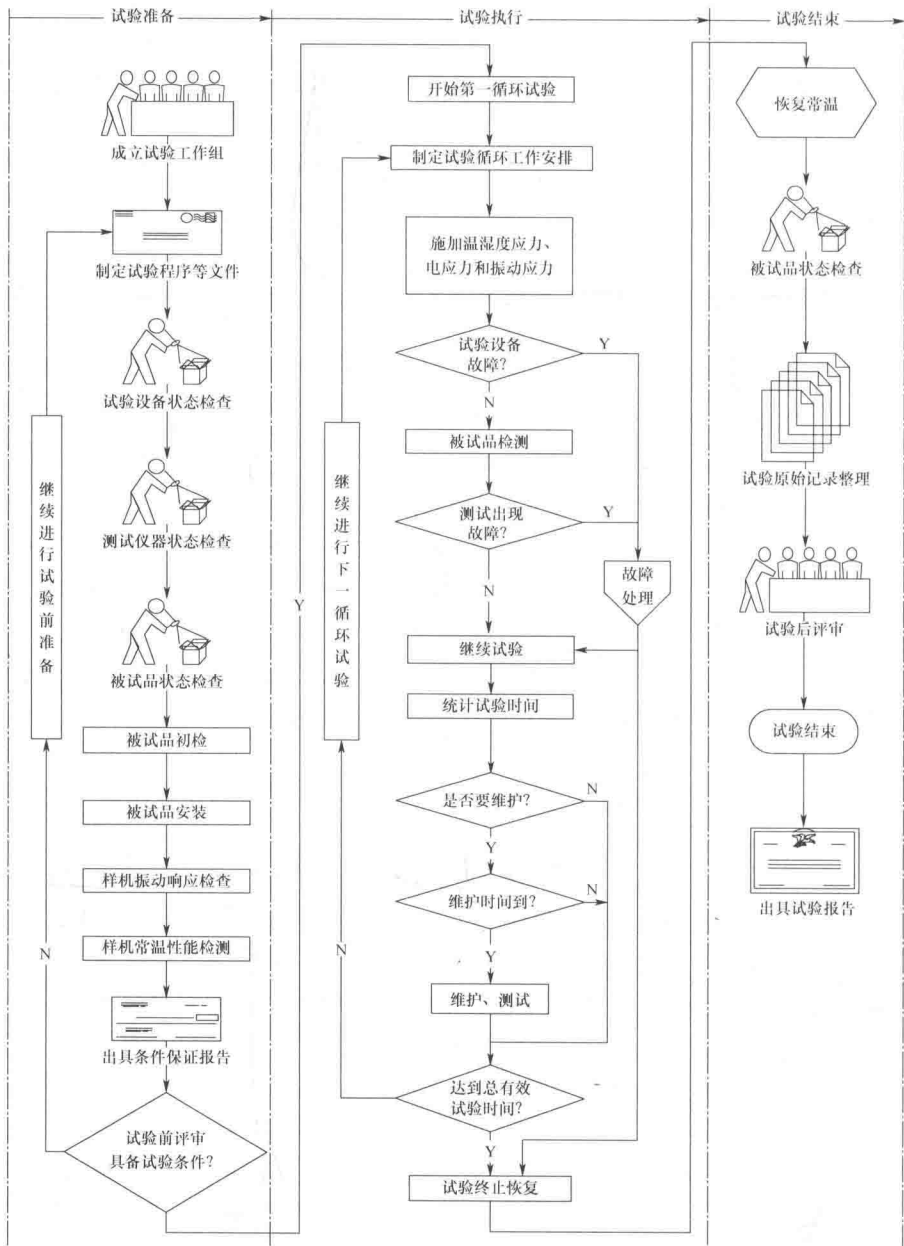 试验准备
试验执行
试验结束
成立试验工作组
制定试验程序等文件
试验设备状态检查
测试仪器状态检查
被试品状态检查
被试品初检
被试品安装
样机振动响应检查
样机常温性能检测
出具条件保证报告
试验前评审
具备试验条件?
N
继续进行试验前准备
Y
开始第一循环试验
制定试验循环工作安排
施加温湿度应力、
电应力和振动应力
试验设备
故障?
Y
N
被试品检测
测试出现
故障?
Y
N
故障
处理
继续试验
统计试验时间
是否要维护?
N
Y
维护时间到?
N
Y
维护、测试
达到总有效
试验时间?
N
继续进行下一循环试验
Y
试验终止恢复
恢复常温
被试品状态检查
试验原始记录整理
试验后评审
试验结束
出具试验报告